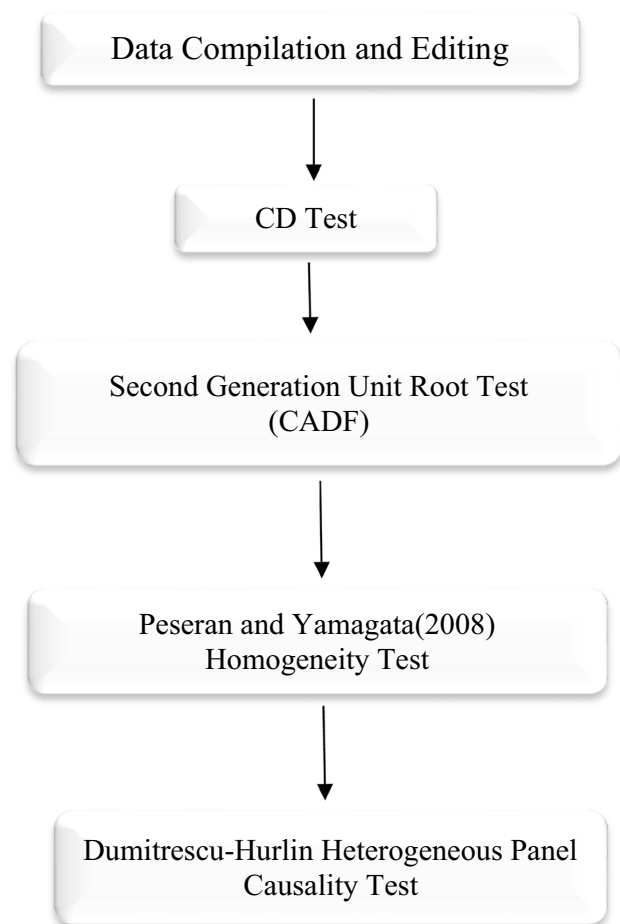 Data Compilation and Editing
CD Test
Second Generation Unit Root Test
(CADF)
Peseran and Yamagata(2008)
Homogeneity Test
Dumitrescu-Hurlin Heterogeneous Panel
Causality Test